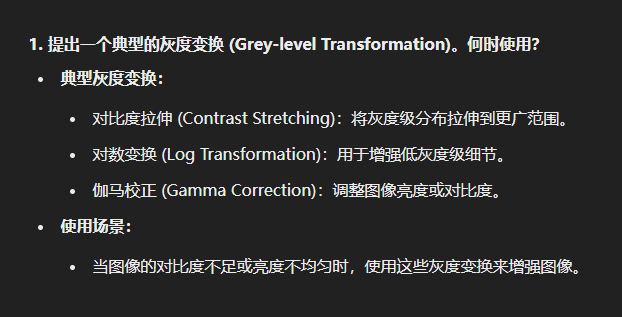 1. 提出一个典型的灰度变换 (Grey-level Transformation)。何时使用？
• 典型灰度变换：
• 对比度拉伸 (Contrast Stretching)：将灰度级分布拉伸到更广范围。
• 对数变换 (Log Transformation)：用于增强低灰度级细节。
• 伽马校正 (Gamma Correction)：调整图像亮度或对比度。
• 使用场景：
• 当图像的对比度不足或亮度不均匀时，使用这些灰度变换来增强图像。